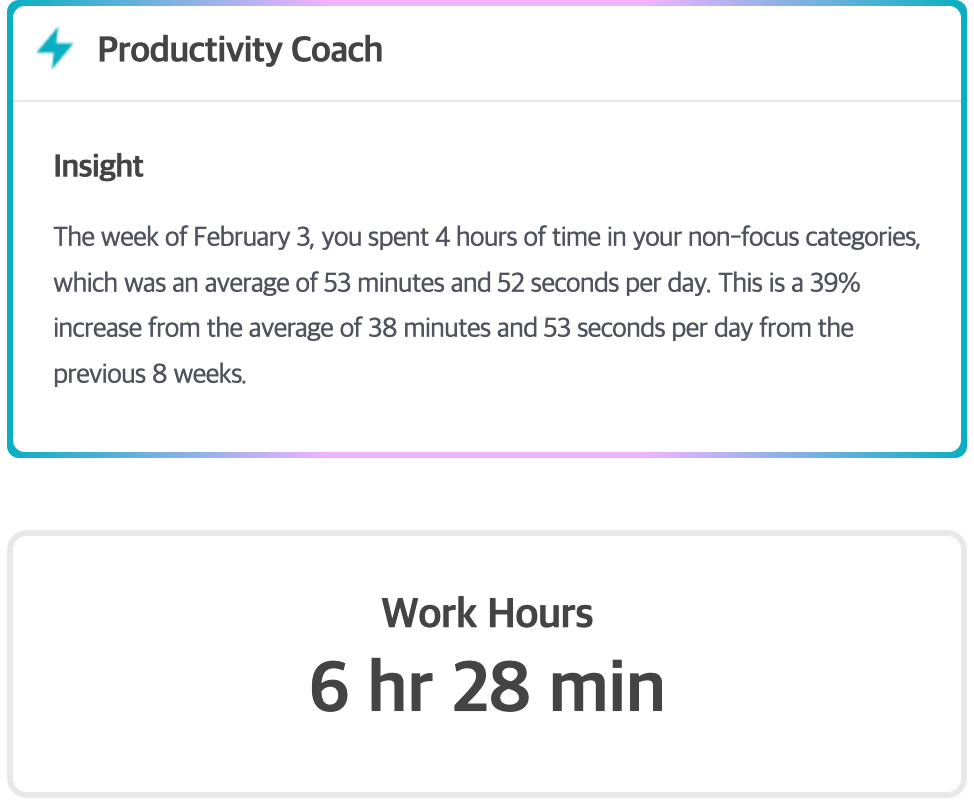 Productivity Coach
Insight
The week of February 3, you spent 4 hours of time in your non-focus categories,
which was an average of 53 minutes and 52 seconds per day. This is a 39%
increase from the average of 38 minutes and 53 seconds per day from the
previous 8 weeks.
Work Hours
6 hr 28 min